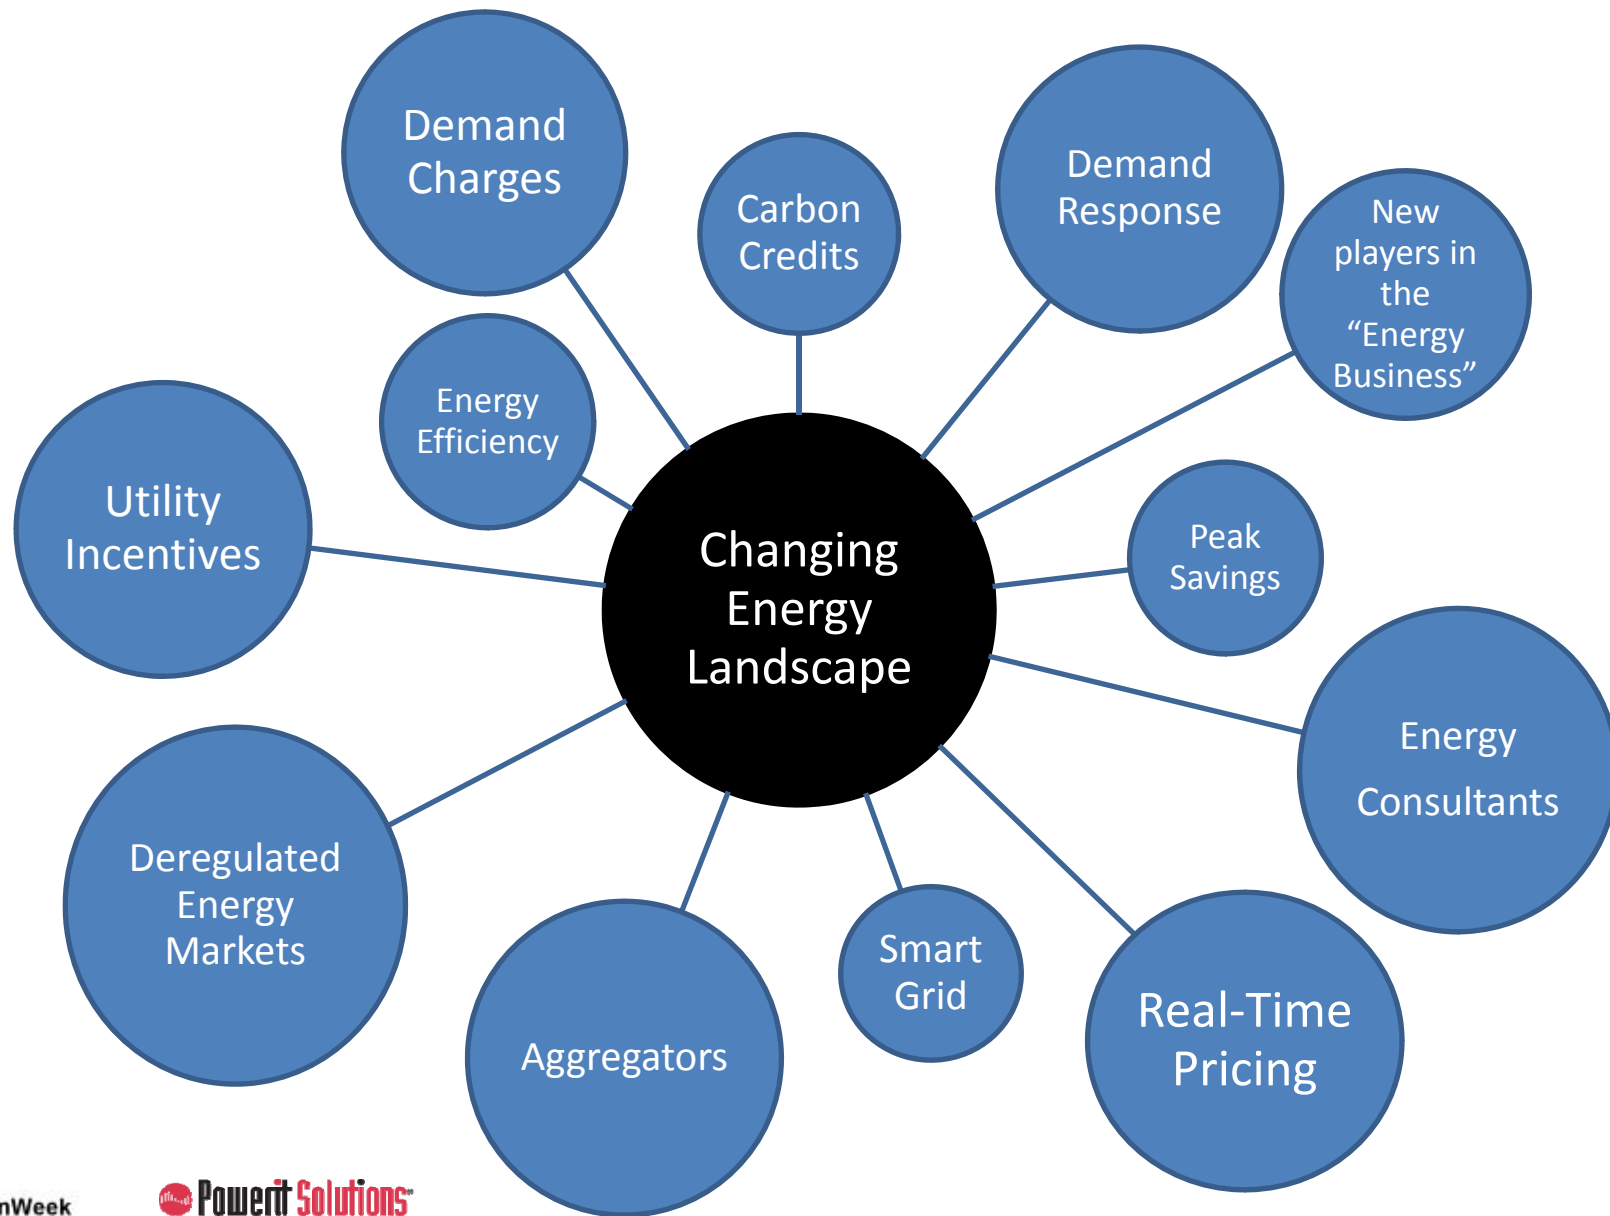 Demand
Charges
Carbon
Credits
Demand
Response
New
players in
the
“Energy
Business”
Energy
Efficiency
Utility
Incentives
Changing
Energy
Landscape
Peak
Savings
Energy
Consultants
Deregulated
Energy
Markets
Aggregators
Smart
Grid
Real-Time
Pricing
nWeek
Powerit Solutions